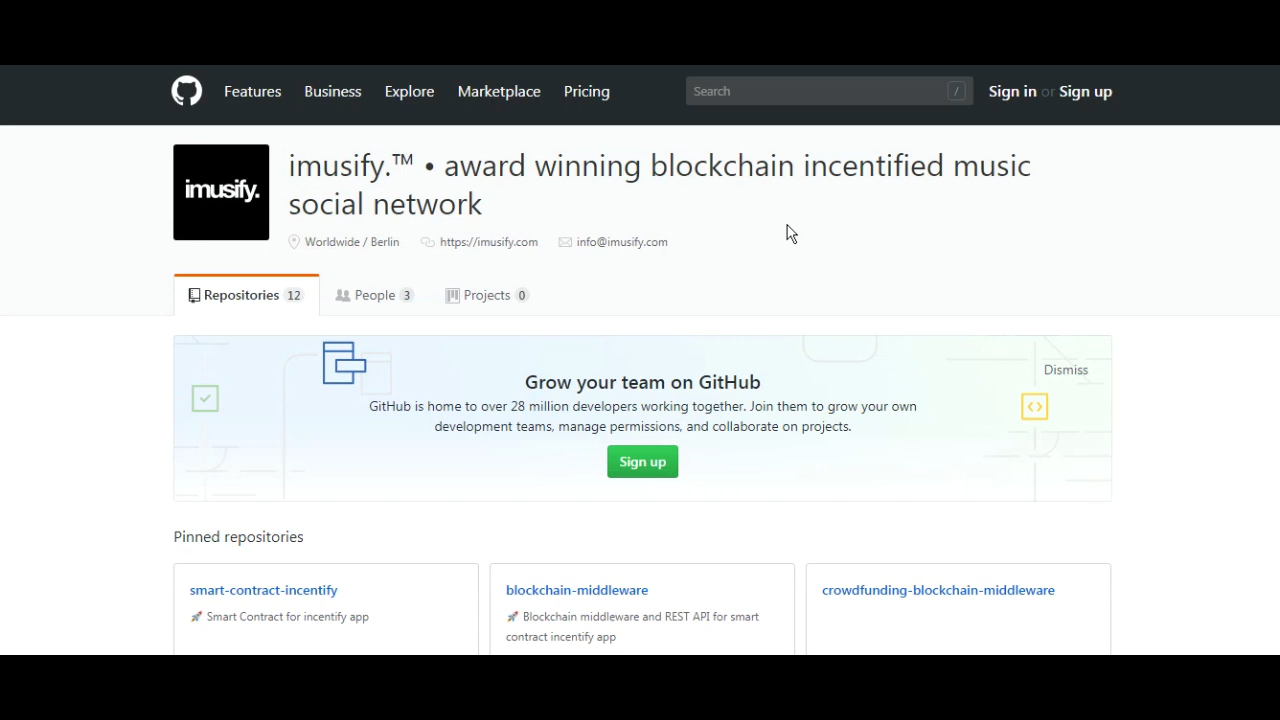 Features Business Explore Marketplace Pricing Search / Sign in or Sign up
imusify.
imusify.™ • award winning blockchain incentified music
social network
Worldwide / Berlin https://imusify.com info@imusify.com
Repositories 12 People 3 Projects 0
Grow your team on GitHub
Dismiss
GitHub is home to over 28 million developers working together. Join them to grow your own
development teams, manage permissions, and collaborate on projects.
Sign up
Pinned repositories
smart-contract-incentify
🚀 Smart Contract for incentify app
blockchain-middleware
🚀 Blockchain middleware and REST API for smart
contract incentify app
crowdfunding-blockchain-middleware